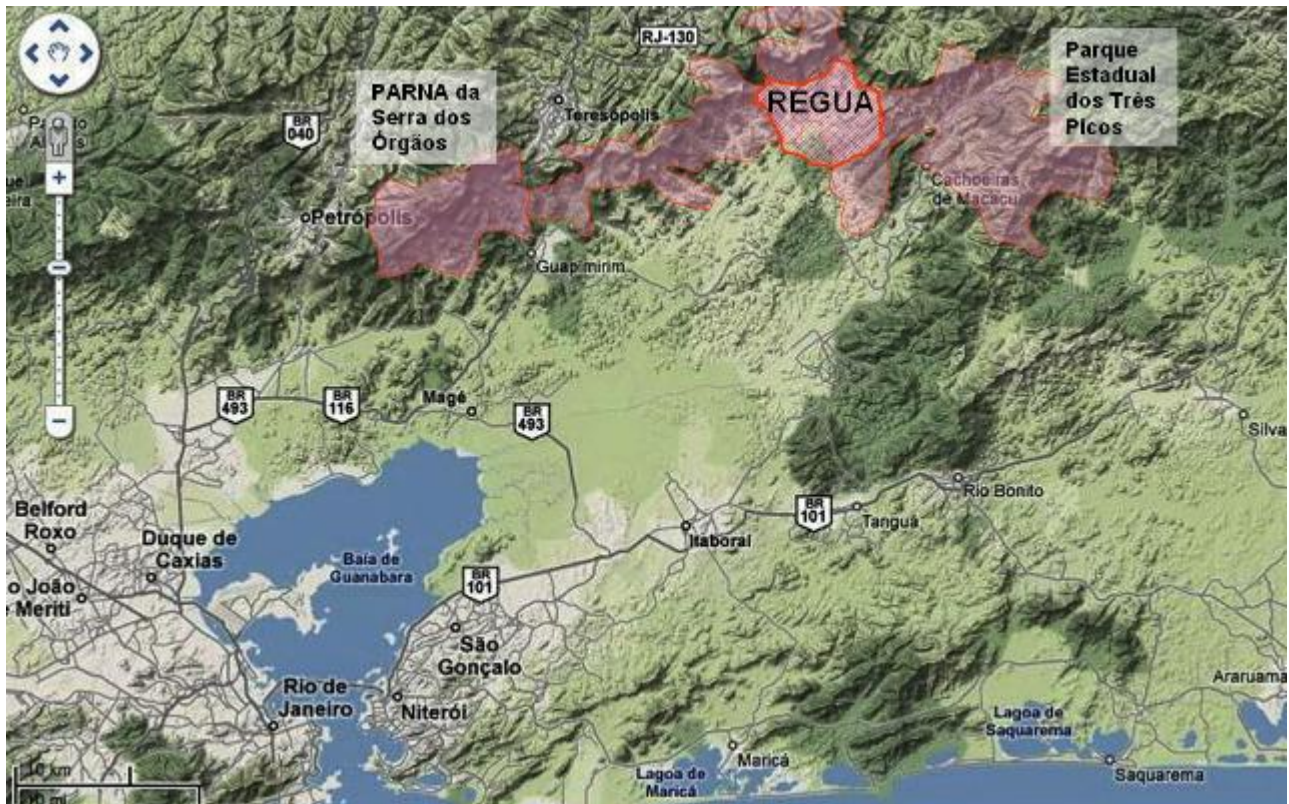 RJ-130
Parque
Estadual
dos Três
Picos
PARNA da
Serra dos
Órgãos
REGUA
BR
040
Teresópolis
Cachoeiras
de Macacu
Petrópolis
Guapimirim
BR
493
BR
116
Magé
BR
493
Silva
Rio Bonito
BR
101
Tanguá
Belford
Roxo
Itaboraí
Duque de
Caxias
Baía de
Guanabara
BR
101
o João
e Meriti
São
Gonçalo
Araruama
Rio de
Janeiro
Niterói
Lagoa de
Saquarema
Maricá
Lagoa de
Maricá
Saquarema
10 km
10 mi